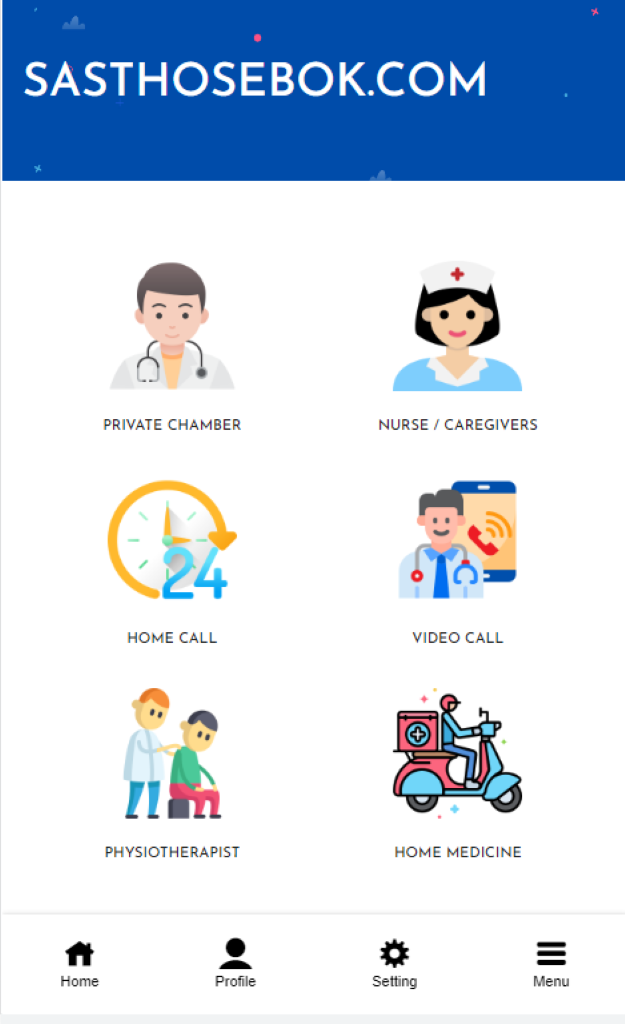 SASTHOSEBOK.COM
PRIVATE CHAMBER
NURSE / CAREGIVERS
24
HOME CALL
VIDEO CALL
PHYSIOTHERAPIST
HOME MEDICINE
Home
Profile
Setting
Menu